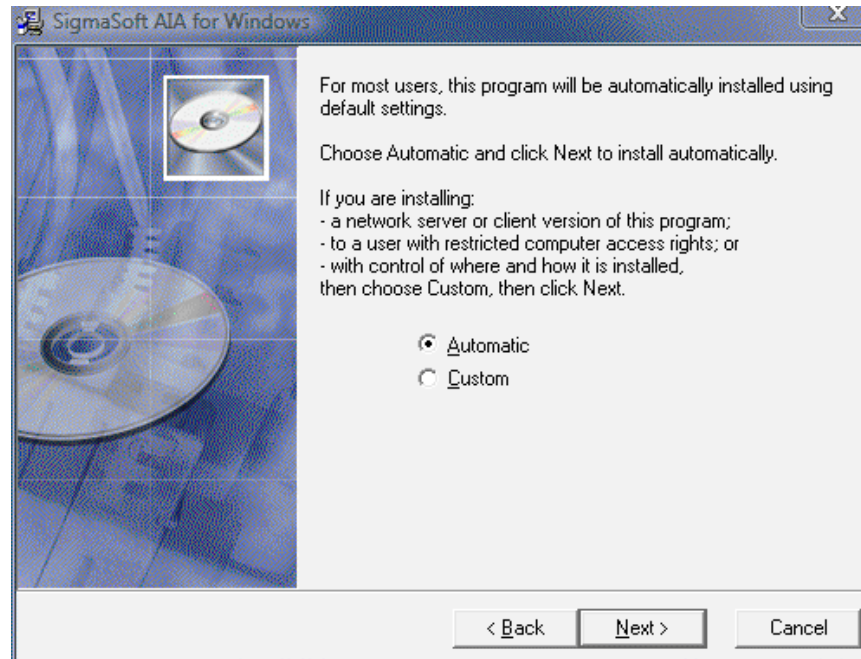 SigmaSoft AIA for Windows
For most users, this program will be automatically installed using
default settings.
Choose Automatic and click Next to install automatically.
If you are installing:
- a network server or client version of this program;
- to a user with restricted computer access rights; or
- with control of where and how it is installed,
then choose Custom, then click Next.
Automatic
Custom
< Back
Next >
Cancel